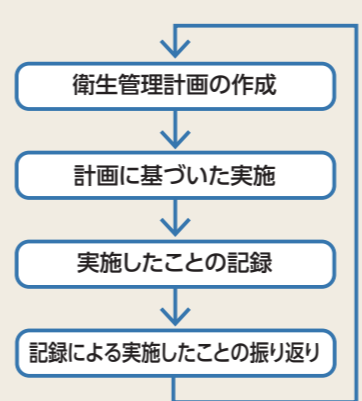 衛生管理計画の作成
計画に基づいた実施
実施したことの記録
記録による実施したことの振り返り